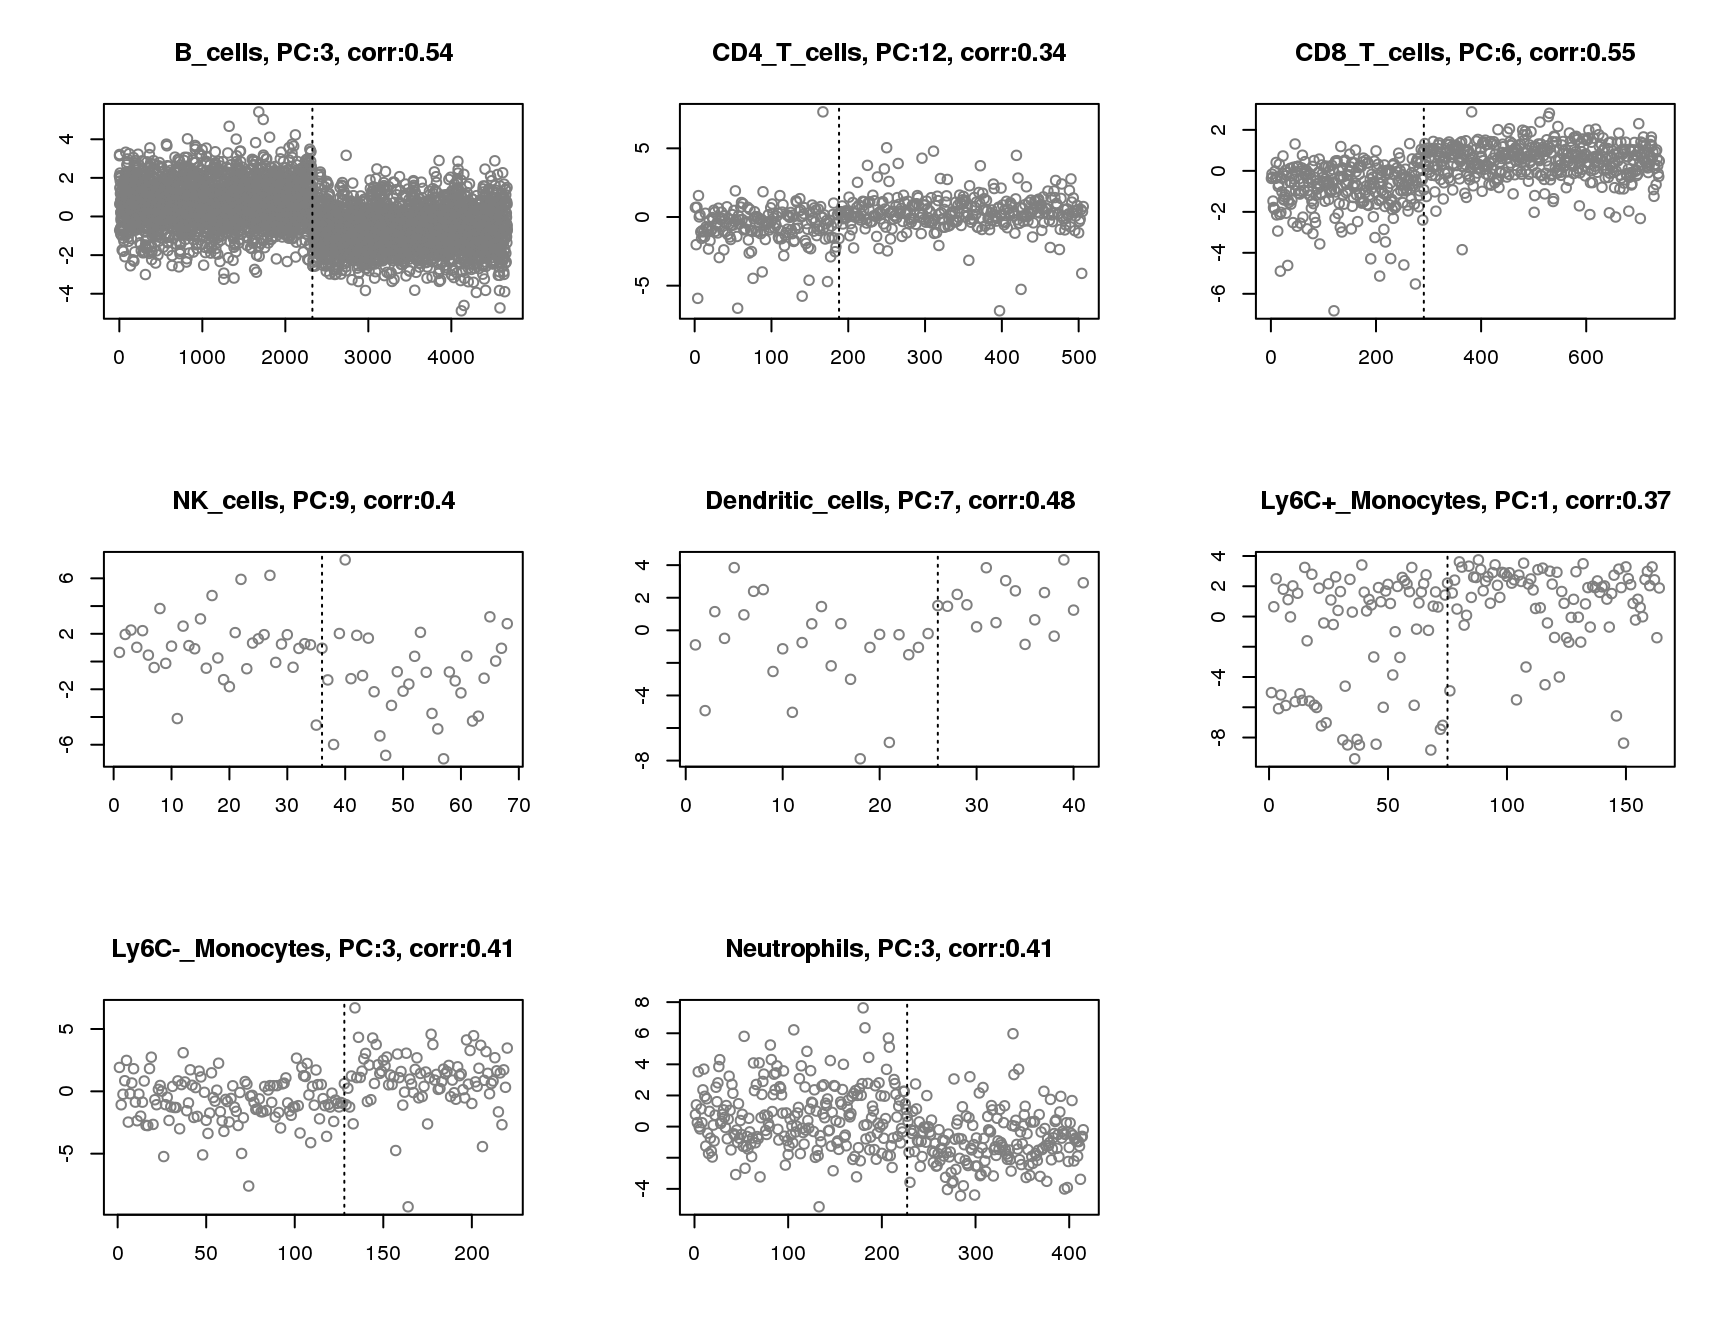 B_cells, PC:3, corr:0.54
4
2
0
-2
-4
0 1000 2000 3000 4000
CD4_T_cells, PC:12, corr:0.34
5
0
-5
0 100 200 300 400 500
CD8_T_cells, PC:6, corr:0.55
2
0
-2
-4
-6
0 200 400 600
NK_cells, PC:9, corr:0.4
6
2
-2
-6
0 10 20 30 40 50 60 70
Dendritic_cells, PC:7, corr:0.48
4
2
0
-4
-8
0 10 20 30 40
Ly6C+_Monocytes, PC:1, corr:0.37
4
2
0
-4
-8
0 50 100 150
Ly6C-_Monocytes, PC:3, corr:0.41
5
0
-5
0 50 100 150 200
Neutrophils, PC:3, corr:0.41
8
6
4
2
0
-4
0 100 200 300 400